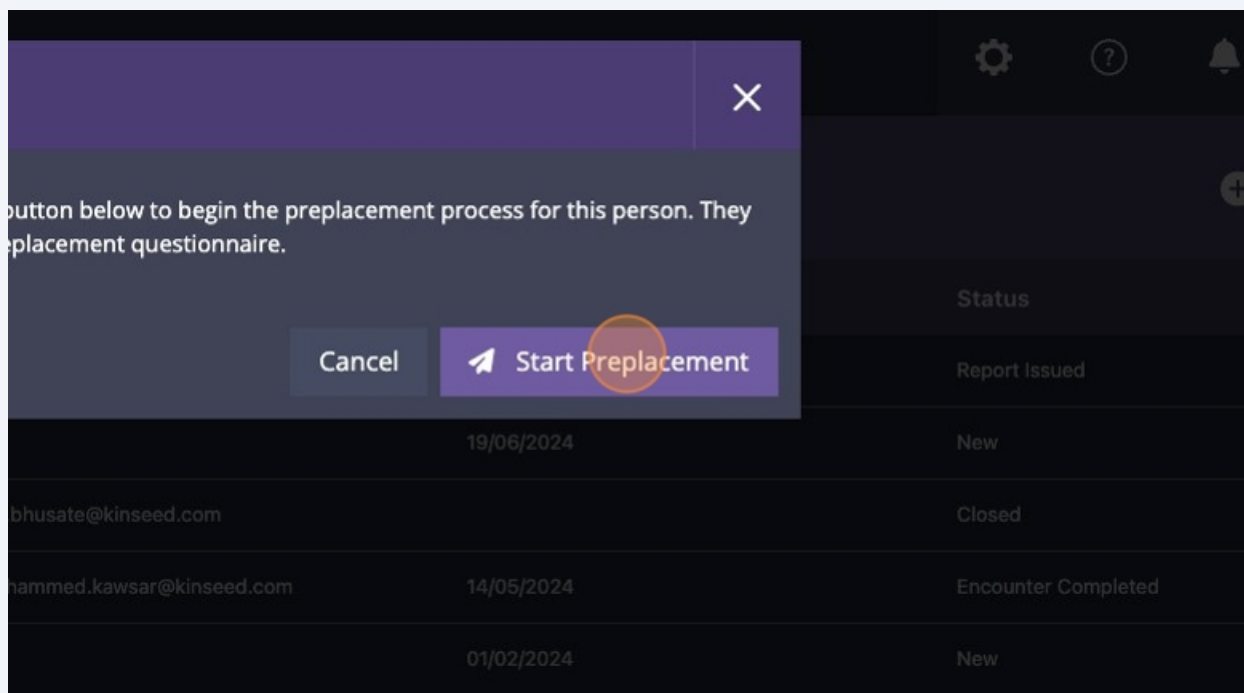 button below to begin the preplacement process for this person. They
eplacement questionnaire.
Cancel Start Preplacement
Status
Report Issued
19/06/2024 New
.bhusate@kinseed.com Closed
hammed.kawsar@kinseed.com 14/05/2024 Encounter Completed
01/02/2024 New